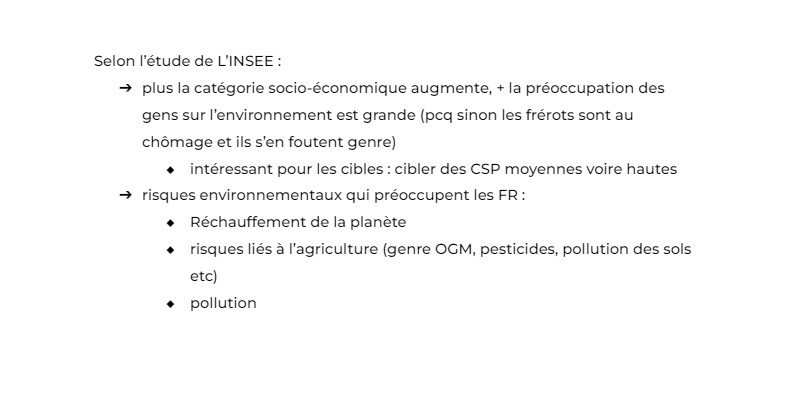 Selon l'étude de L'INSEE :
➔ plus la catégorie socio-économique augmente, + la préoccupation des
gens sur l'environnement est grande (pcq sinon les frérots sont au
chômage et ils s'en foutent genre)
◆ intéressant pour les cibles : cibler des CSP moyennes voire hautes
➔ risques environnementaux qui préoccupent les FR :
◆ Réchauffement de la planète
◆ risques liés à l'agriculture (genre OGM, pesticides, pollution des sols
etc)
◆ pollution